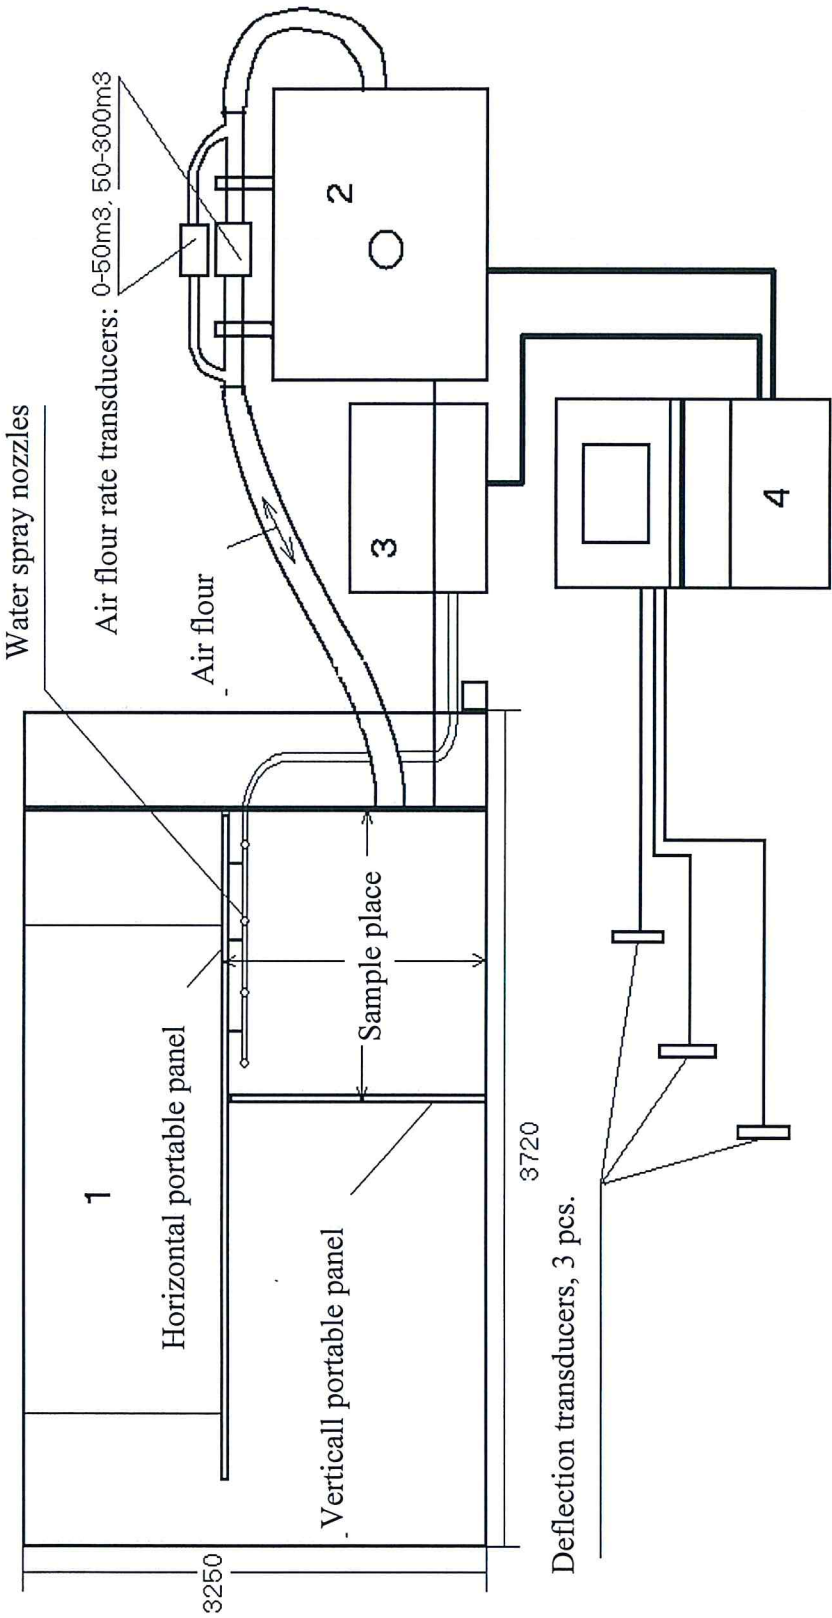 Water spray nozzles
Air flour rate transducers: 0-50m3, 50-300m3
Air flour
1
Horizontal portable panel
Sample place
Verticall portable panel
2
3
4
3250
3720
Deflection transducers, 3 pcs.